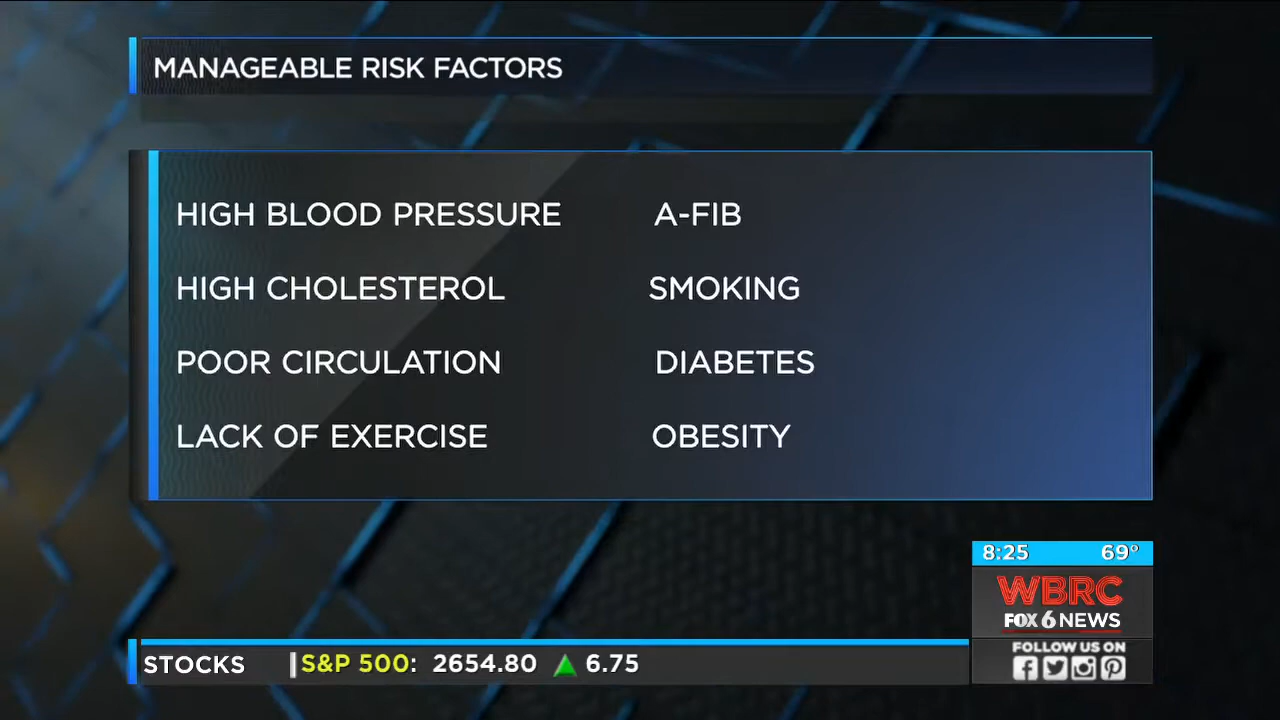 MANAGEABLE RISK FACTORS
HIGH BLOOD PRESSURE A-FIB
HIGH CHOLESTEROL SMOKING
POOR CIRCULATION DIABETES
LACK OF EXERCISE OBESITY
8:25 69°
WBRC
FOX 6 NEWS
FOLLOW US ON
STOCKS S&P 500: 2654.80 ▲ 6.75